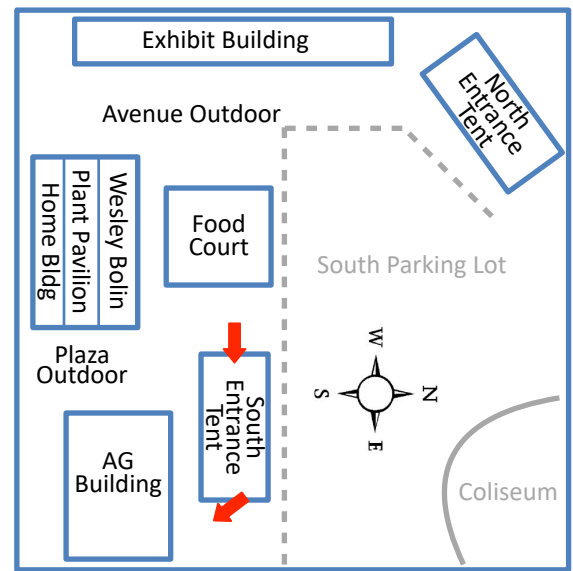 Exhibit Building
North
Entrance
Tent
Avenue Outdoor
Wesley Bolin
Plant Pavilion
Home Bldg
Food
Court
South Parking Lot
W
S
N
E
Plaza
Outdoor
South
Entrance
Tent
AG
Building
Coliseum